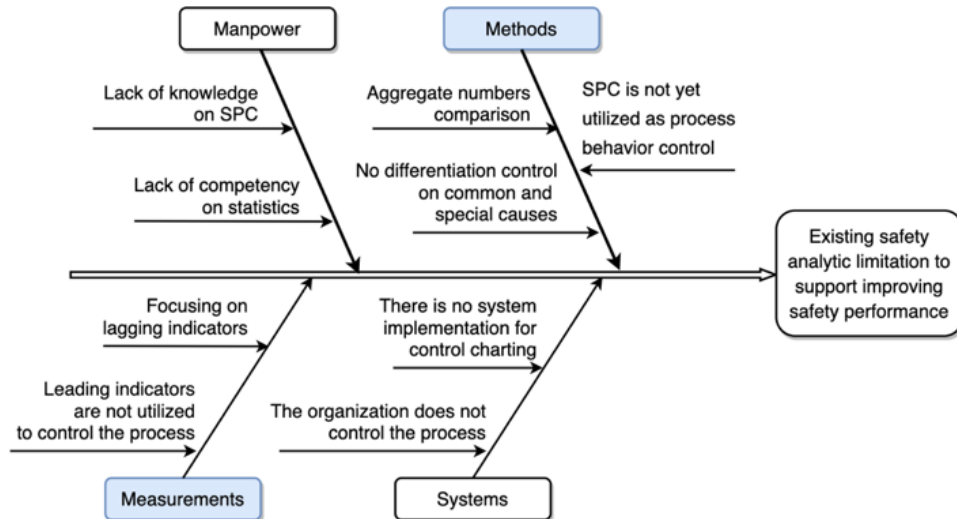 Manpower
Methods
Lack of knowledge
on SPC
Aggregate numbers
comparison
SPC is not yet
utilized as process
behavior control
Lack of competency
on statistics
No differentiation control
on common and
special causes
Existing safety
analytic limitation to
support improving
safety performance
Focusing on
lagging indicators
There is no system
implementation for
control charting
Leading indicators
are not utilized
to control the process
The organization does not
control the process
Measurements
Systems